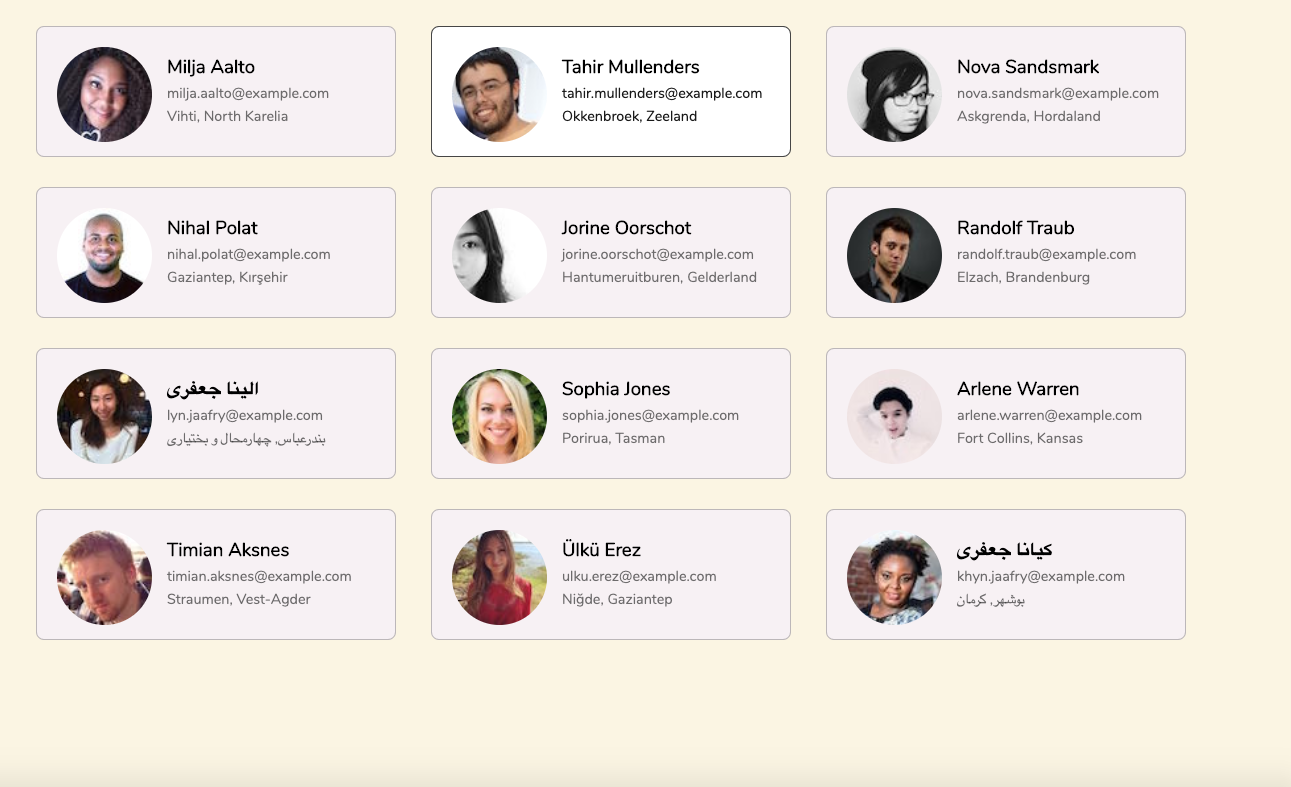 Milja Aalto
milja.aalto@example.com
Vihti, North Karelia
Tahir Mullenders
tahir.mullenders@example.com
Okkenbroek, Zeeland
Nova Sandsmark
nova.sandsmark@example.com
Askgrenda, Hordaland
Nihal Polat
nihal.polat@example.com
Gaziantep, Kırşehir
Jorine Oorschot
jorine.oorschot@example.com
Hantumeruitburen, Gelderland
Randolf Traub
randolf.traub@example.com
Elzach, Brandenburg
الینا جعفری
lyn.jaafry@example.com
بندرعباس, چهارمحال و بختیاری
Sophia Jones
sophia.jones@example.com
Porirua, Tasman
Arlene Warren
arlene.warren@example.com
Fort Collins, Kansas
Timian Aksnes
timian.aksnes@example.com
Straumen, Vest-Agder
Ülkü Erez
ulku.erez@example.com
Niğde, Gaziantep
کیانا جعفری
khyn.jaafry@example.com
بوشهر, کرمان